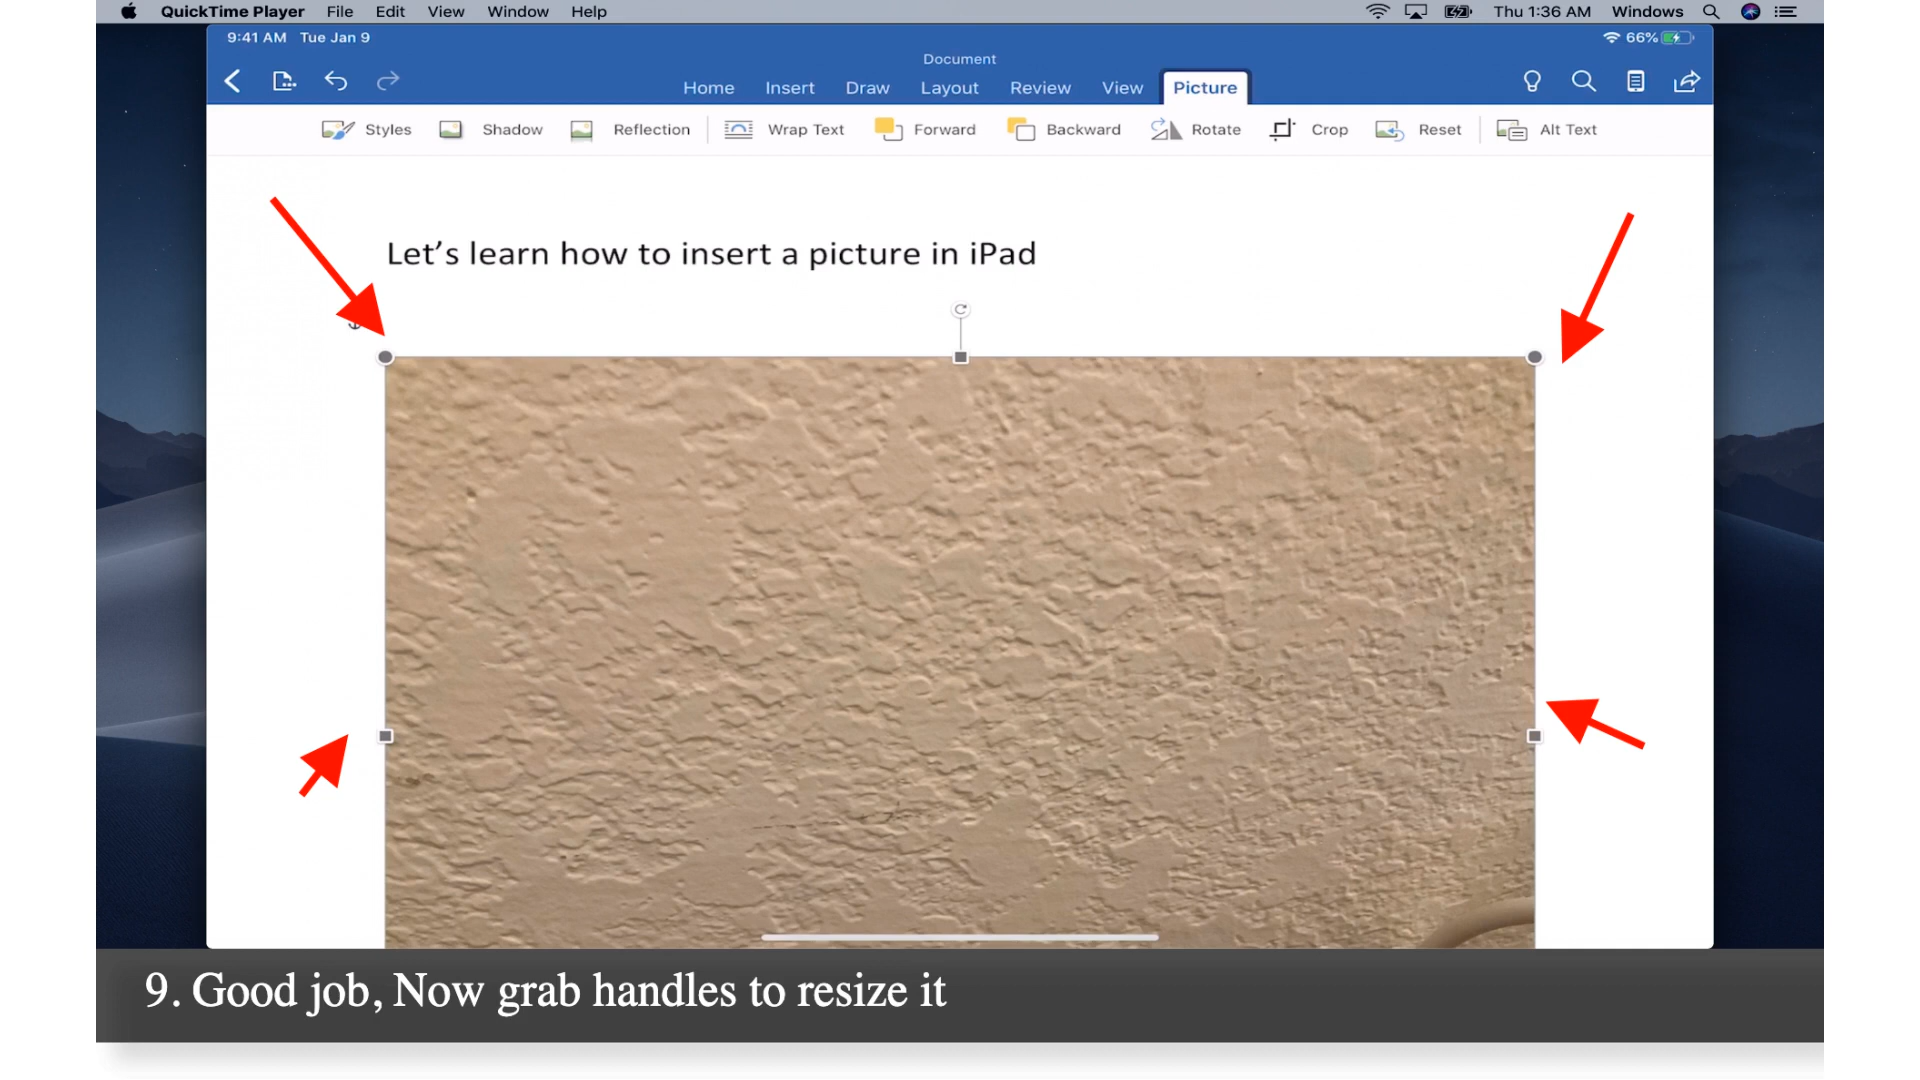 QuickTime Player File Edit View Window Help Thu 1:36 AM Windows
9:41 AM Tue Jan 9 66%
Document
Home Insert Draw Layout Review View Picture
Styles Shadow Reflection Wrap Text Forward Backward Rotate Crop Reset Alt Text
Let's learn how to insert a picture in iPad
9. Good job, Now grab handles to resize it